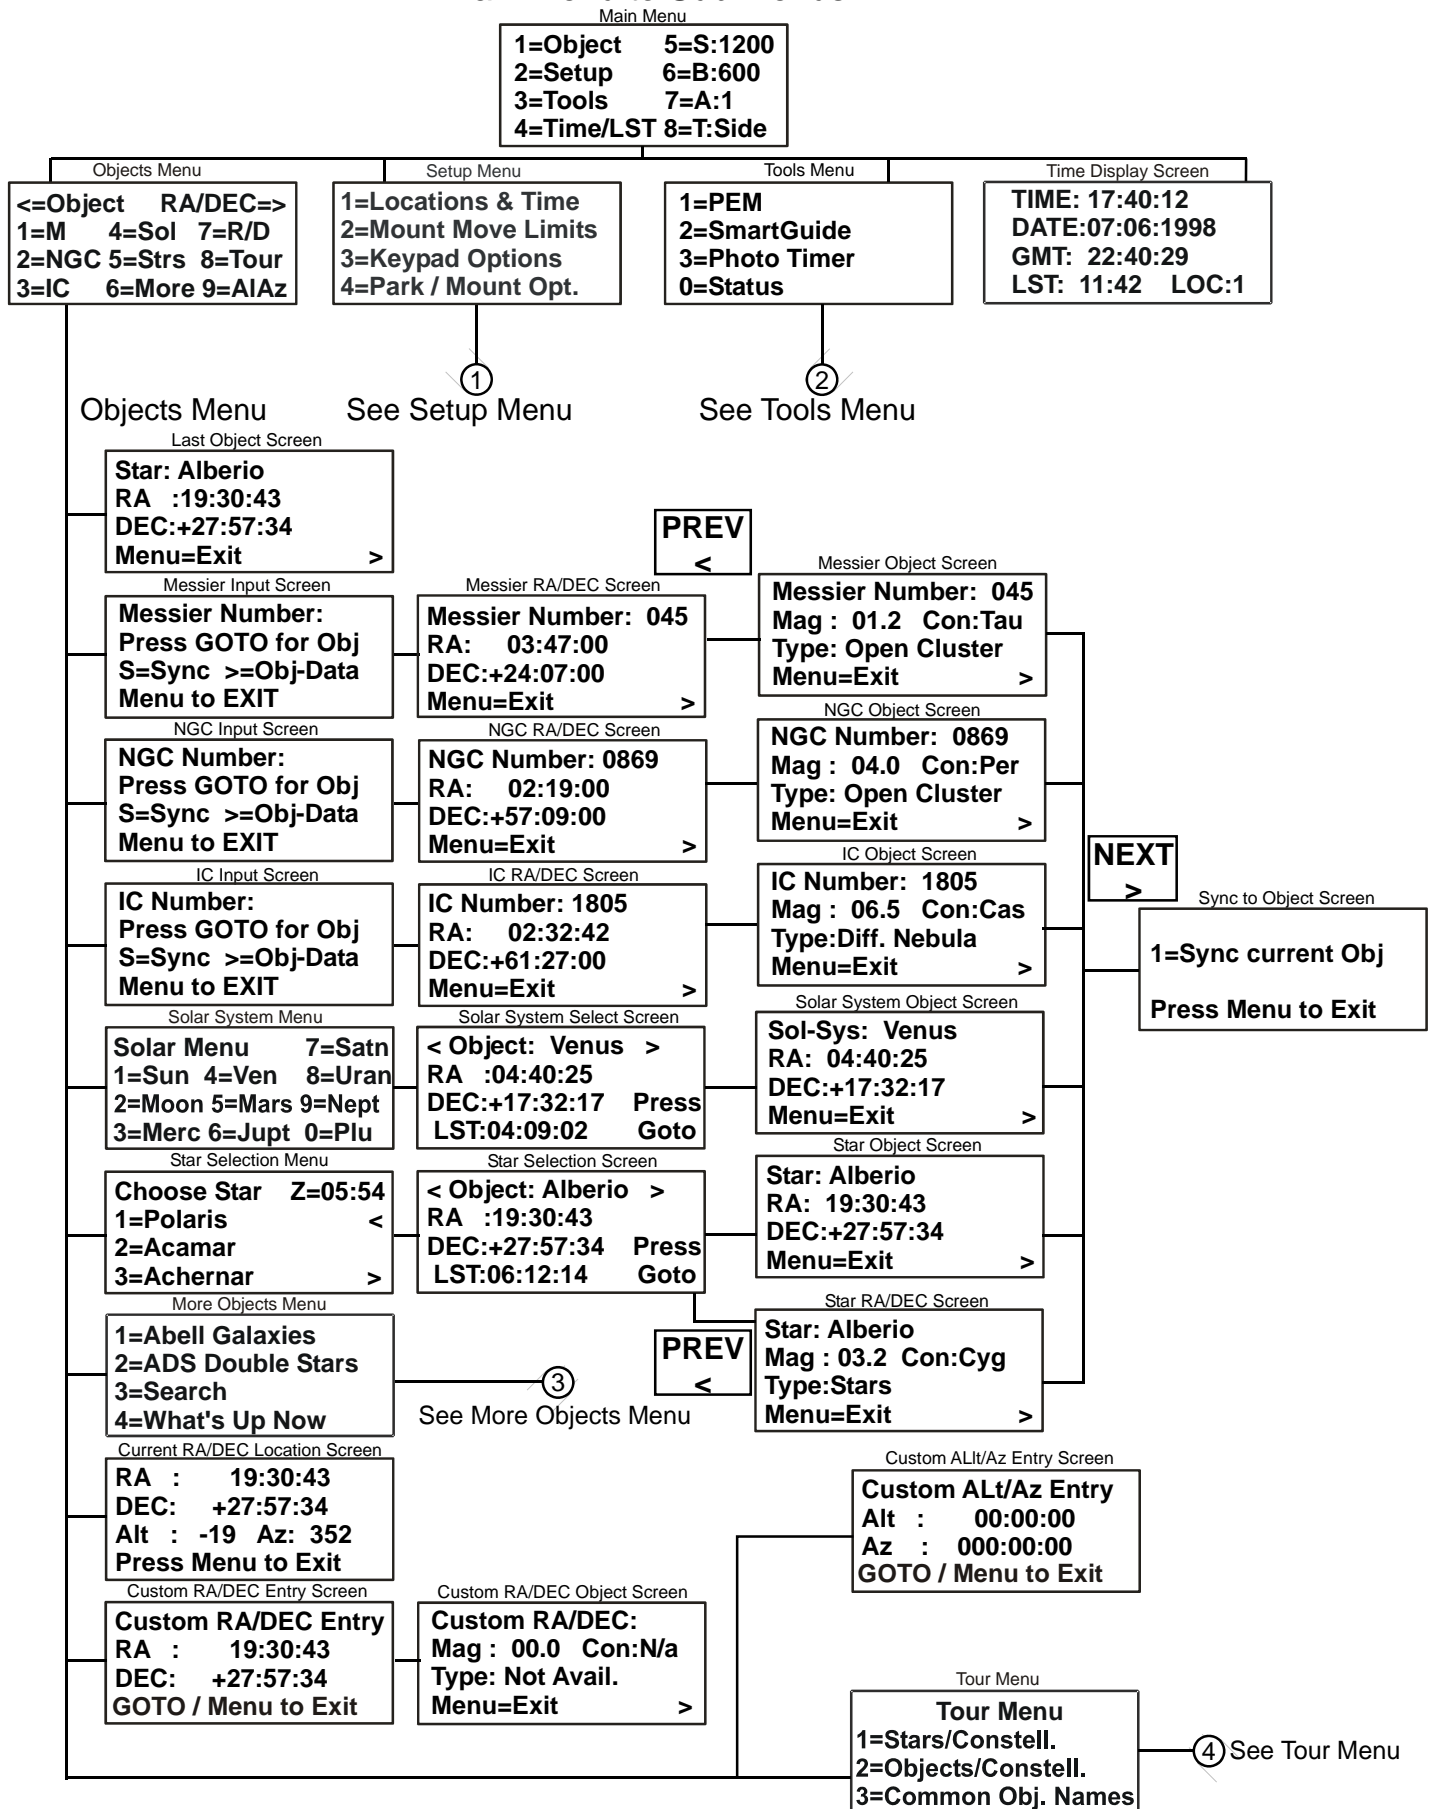 Main Menu
1=Object 5=S:1200
2=Setup 6=B:600
3=Tools 7=A:1
4=Time/LST 8=T:Side
Objects Menu
<=Object RA/DEC=>
1=M 4=Sol 7=R/D
2=NGC 5=Strs 8=Tour
3=IC 6=More 9=AlAz
Setup Menu
1=Locations & Time
2=Mount Move Limits
3=Keypad Options
4=Park / Mount Opt.
Tools Menu
1=PEM
2=SmartGuide
3=Photo Timer
0=Status
Time Display Screen
TIME: 17:40:12
DATE:07:06:1998
GMT: 22:40:29
LST: 11:42 LOC:1
1
See Setup Menu
2
See Tools Menu
Objects Menu
Last Object Screen
Star: Alberio
RA :19:30:43
DEC:+27:57:34
Menu=Exit >
PREV
<
Messier Input Screen
Messier Number:
Press GOTO for Obj
S=Sync >=Obj-Data
Menu to EXIT
Messier RA/DEC Screen
Messier Number: 045
RA: 03:47:00
DEC:+24:07:00
Menu=Exit >
Messier Object Screen
Messier Number: 045
Mag : 01.2 Con:Tau
Type: Open Cluster
Menu=Exit >
NGC Input Screen
NGC Number:
Press GOTO for Obj
S=Sync >=Obj-Data
Menu to EXIT
NGC RA/DEC Screen
NGC Number: 0869
RA: 02:19:00
DEC:+57:09:00
Menu=Exit >
NGC Object Screen
NGC Number: 0869
Mag : 04.0 Con:Per
Type: Open Cluster
Menu=Exit >
NEXT
>
IC Input Screen
IC Number:
Press GOTO for Obj
S=Sync >=Obj-Data
Menu to EXIT
IC RA/DEC Screen
IC Number: 1805
RA: 02:32:42
DEC:+61:27:00
Menu=Exit >
IC Object Screen
IC Number: 1805
Mag : 06.5 Con:Cas
Type:Diff. Nebula
Menu=Exit >
Sync to Object Screen
1=Sync current Obj
Press Menu to Exit
Solar System Menu
Solar Menu 7=Satn
1=Sun 4=Ven 8=Uran
2=Moon 5=Mars 9=Nept
3=Merc 6=Jupt 0=Plu
Solar System Select Screen
< Object: Venus >
RA :04:40:25
DEC:+17:32:17 Press
LST:04:09:02 Goto
Solar System Object Screen
Sol-Sys: Venus
RA: 04:40:25
DEC:+17:32:17
Menu=Exit >
Star Selection Menu
Choose Star Z=05:54
1=Polaris <
2=Acamar
3=Achernar >
Star Selection Screen
< Object: Alberio >
RA :19:30:43
DEC:+27:57:34 Press
LST:06:12:14 Goto
Star Object Screen
Star: Alberio
RA: 19:30:43
DEC:+27:57:34
Menu=Exit >
More Objects Menu
1=Abell Galaxies
2=ADS Double Stars
3=Search
4=What's Up Now
3
See More Objects Menu
PREV
<
Star RA/DEC Screen
Star: Alberio
Mag : 03.2 Con:Cyg
Type:Stars
Menu=Exit >
Current RA/DEC Location Screen
RA : 19:30:43
DEC: +27:57:34
Alt : -19 Az: 352
Press Menu to Exit
Custom ALlt/Az Entry Screen
Custom ALt/Az Entry
Alt : 00:00:00
Az : 000:00:00
GOTO / Menu to Exit
Custom RA/DEC Entry Screen
Custom RA/DEC Entry
RA : 19:30:43
DEC: +27:57:34
GOTO / Menu to Exit
Custom RA/DEC Object Screen
Custom RA/DEC:
Mag : 00.0 Con:N/a
Type: Not Avail.
Menu=Exit >
Tour Menu
Tour Menu
1=Stars/Constell.
2=Objects/Constell.
3=Common Obj. Names
4
See Tour Menu